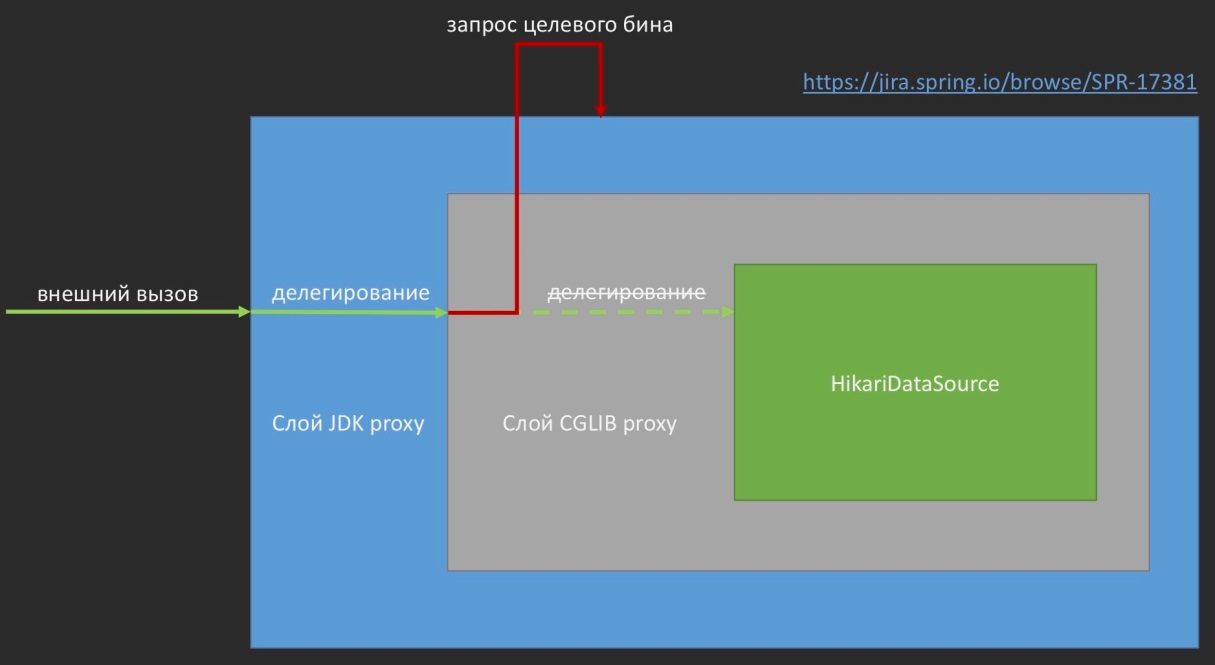 запрос целевого бина
https://jira.spring.io/browse/SPR-17381
внешний вызов
делегирование
делегирование
HikariDataSource
Слой JDK proxy
Слой CGLIB proxy